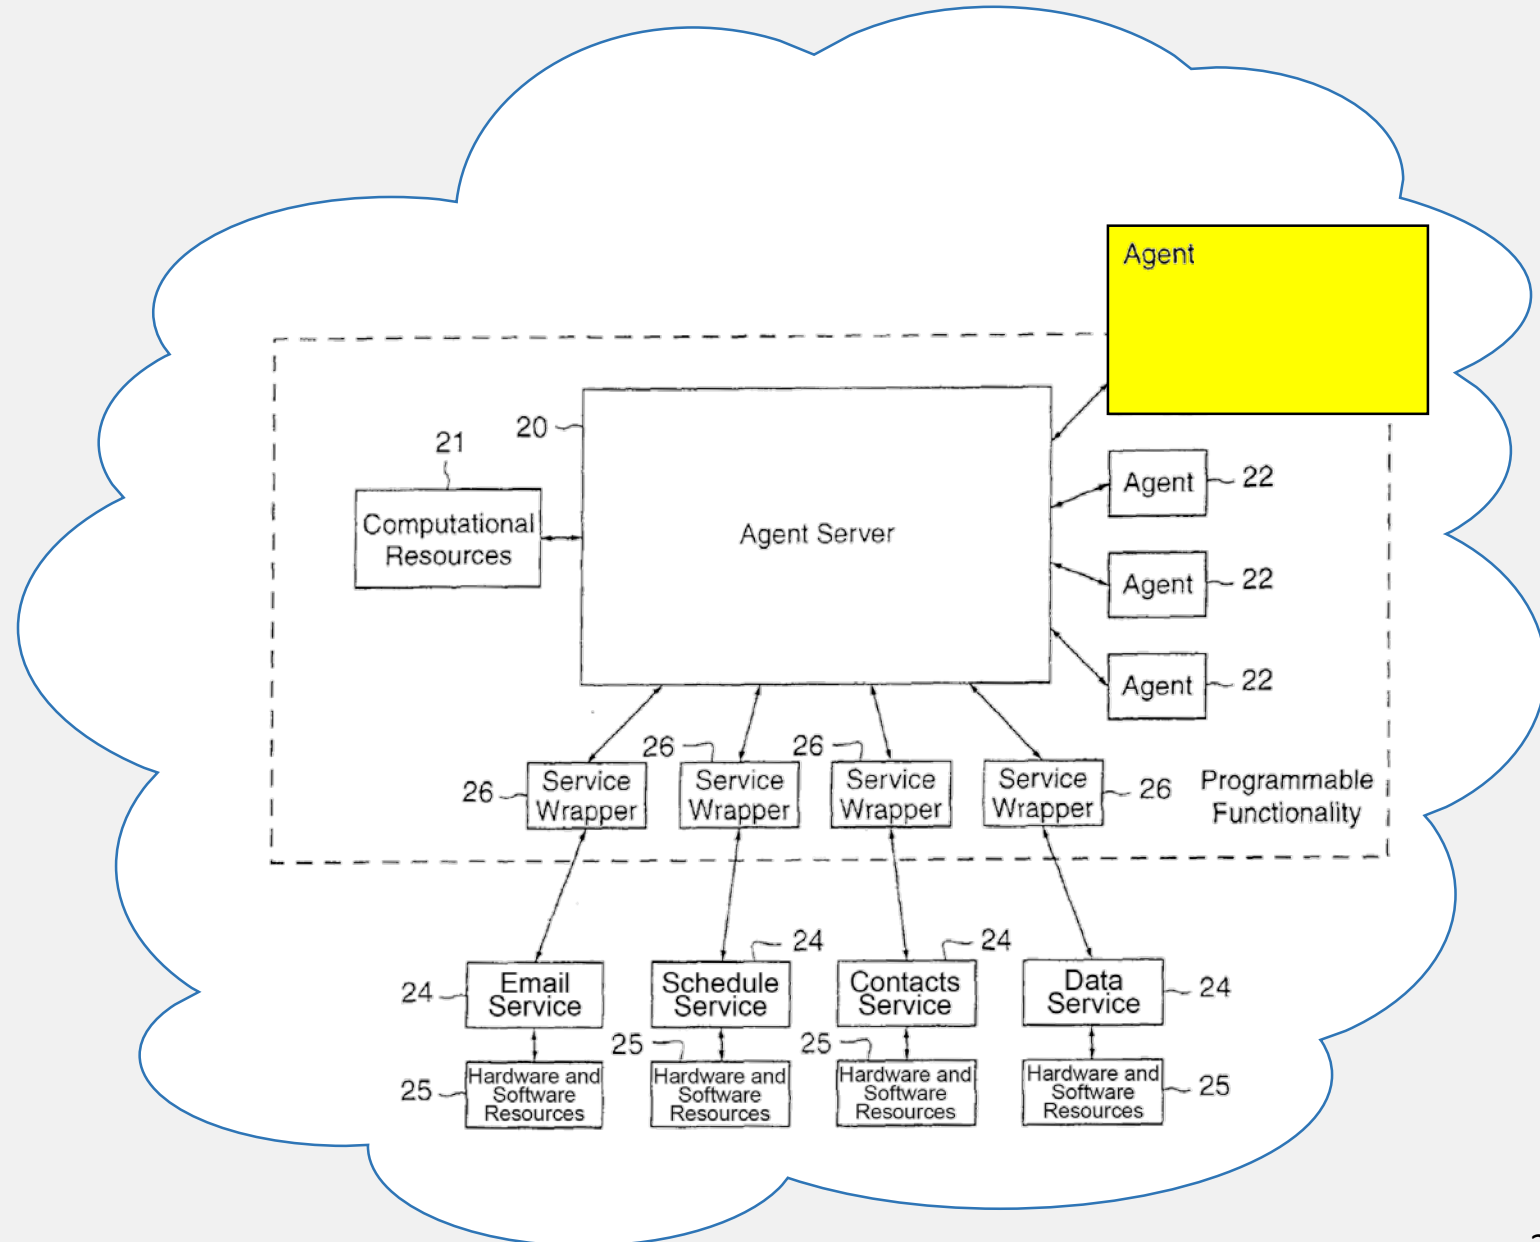 Agent
20
21
Computational
Resources
Agent Server
Agent
22
Agent
22
Agent
22
26
Service
Wrapper
26
Service
Wrapper
26
Service
Wrapper
Service
Wrapper
26
Programmable
Functionality
24
Email
Service
24
Schedule
Service
24
Contacts
Service
Data
Service
24
25
Hardware and
Software
Resources
25
Hardware and
Software
Resources
25
Hardware and
Software
Resources
Hardware and
Software
Resources
25